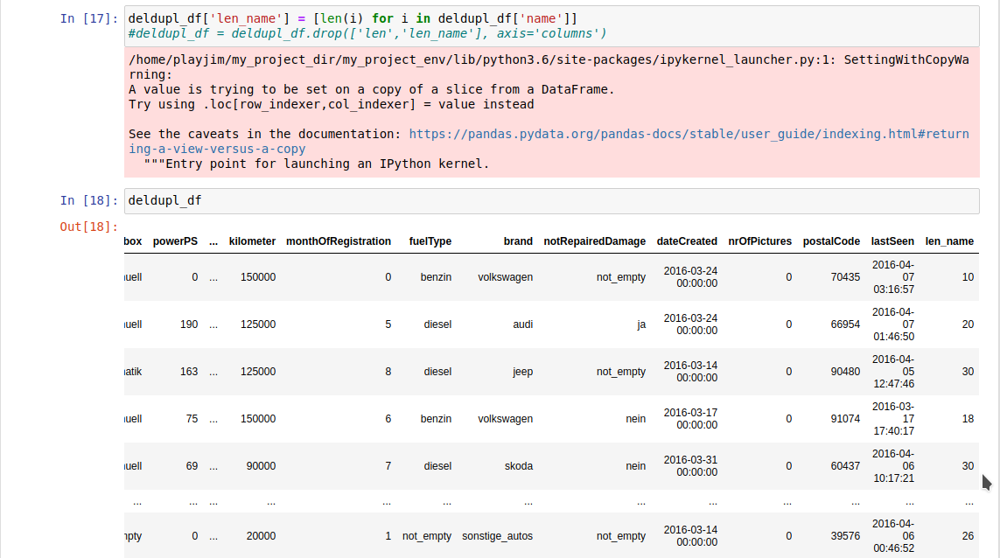 In [17]: deldupl_df['len_name'] = [len(i) for i in deldupl_df['name']]
#deldupl_df = deldupl_df.drop(['len','len_name'], axis='columns')
/home/playjim/my_project_dir/my_project_env/lib/python3.6/site-packages/ipykernel_launcher.py:1: SettingWithCopyWa
rning:
A value is trying to be set on a copy of a slice from a DataFrame.
Try using .loc[row_indexer,col_indexer] = value instead
See the caveats in the documentation: https://pandas.pydata.org/pandas-docs/stable/user_guide/indexing.html#return
ing-a-view-versus-a-copy
"""Entry point for launching an IPython kernel.
In [18]: deldupl_df
Out[18]:
box powerPS ... kilometer monthOfRegistration fuelType brand notRepairedDamage dateCreated nrOfPictures postalCode lastSeen len_name
uell 0 ... 150000 0 benzin volkswagen not_empty 2016-03-24 00:00:00 0 70435 2016-04-07 03:16:57 10
uell 190 ... 125000 5 diesel audi ja 2016-03-24 00:00:00 0 66954 2016-04-07 01:46:50 20
atik 163 ... 125000 8 diesel jeep not_empty 2016-03-14 00:00:00 0 90480 2016-04-05 12:47:46 30
uell 75 ... 150000 6 benzin volkswagen nein 2016-03-17 00:00:00 0 91074 2016-03-17 17:40:17 18
uell 69 ... 90000 7 diesel skoda nein 2016-03-31 00:00:00 0 60437 2016-04-06 10:17:21 30
... ... ... ... ... ... ... ... ... ... ... ... ...
npty 0 ... 20000 1 not_empty sonstige_autos not_empty 2016-03-14 00:00:00 0 39576 2016-04-06 00:46:52 26